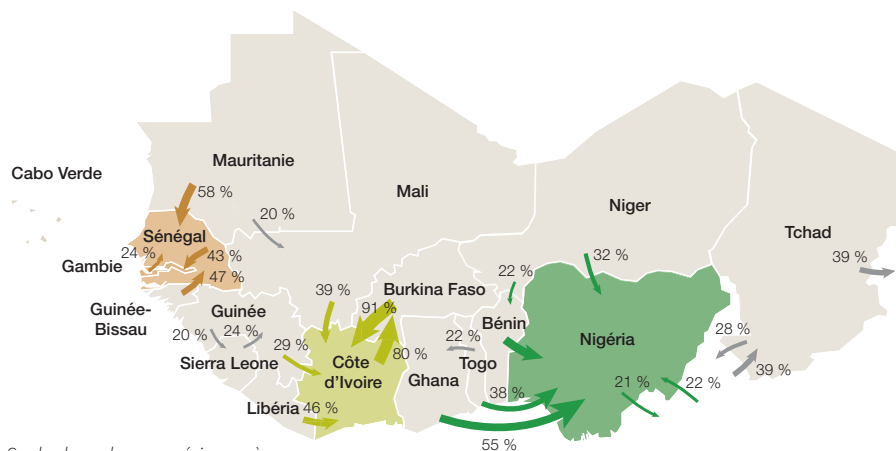 Cabo Verde
Mauritanie
58 %
20 %
Mali
Niger
Tchad
39 %
Sénégal
24 %
43 %
47 %
Gambie
Guinée-
Bissau
Guinée
20 %
24 %
Sierra Leone
29 %
39 %
91 %
Burkina Faso
80 %
Côte
d’Ivoire
Libéria
46 %
Ghana
22 %
Togo
Bénin
22 %
32 %
Nigéria
38 %
55 %
21 %
22 %
28 %
39 %